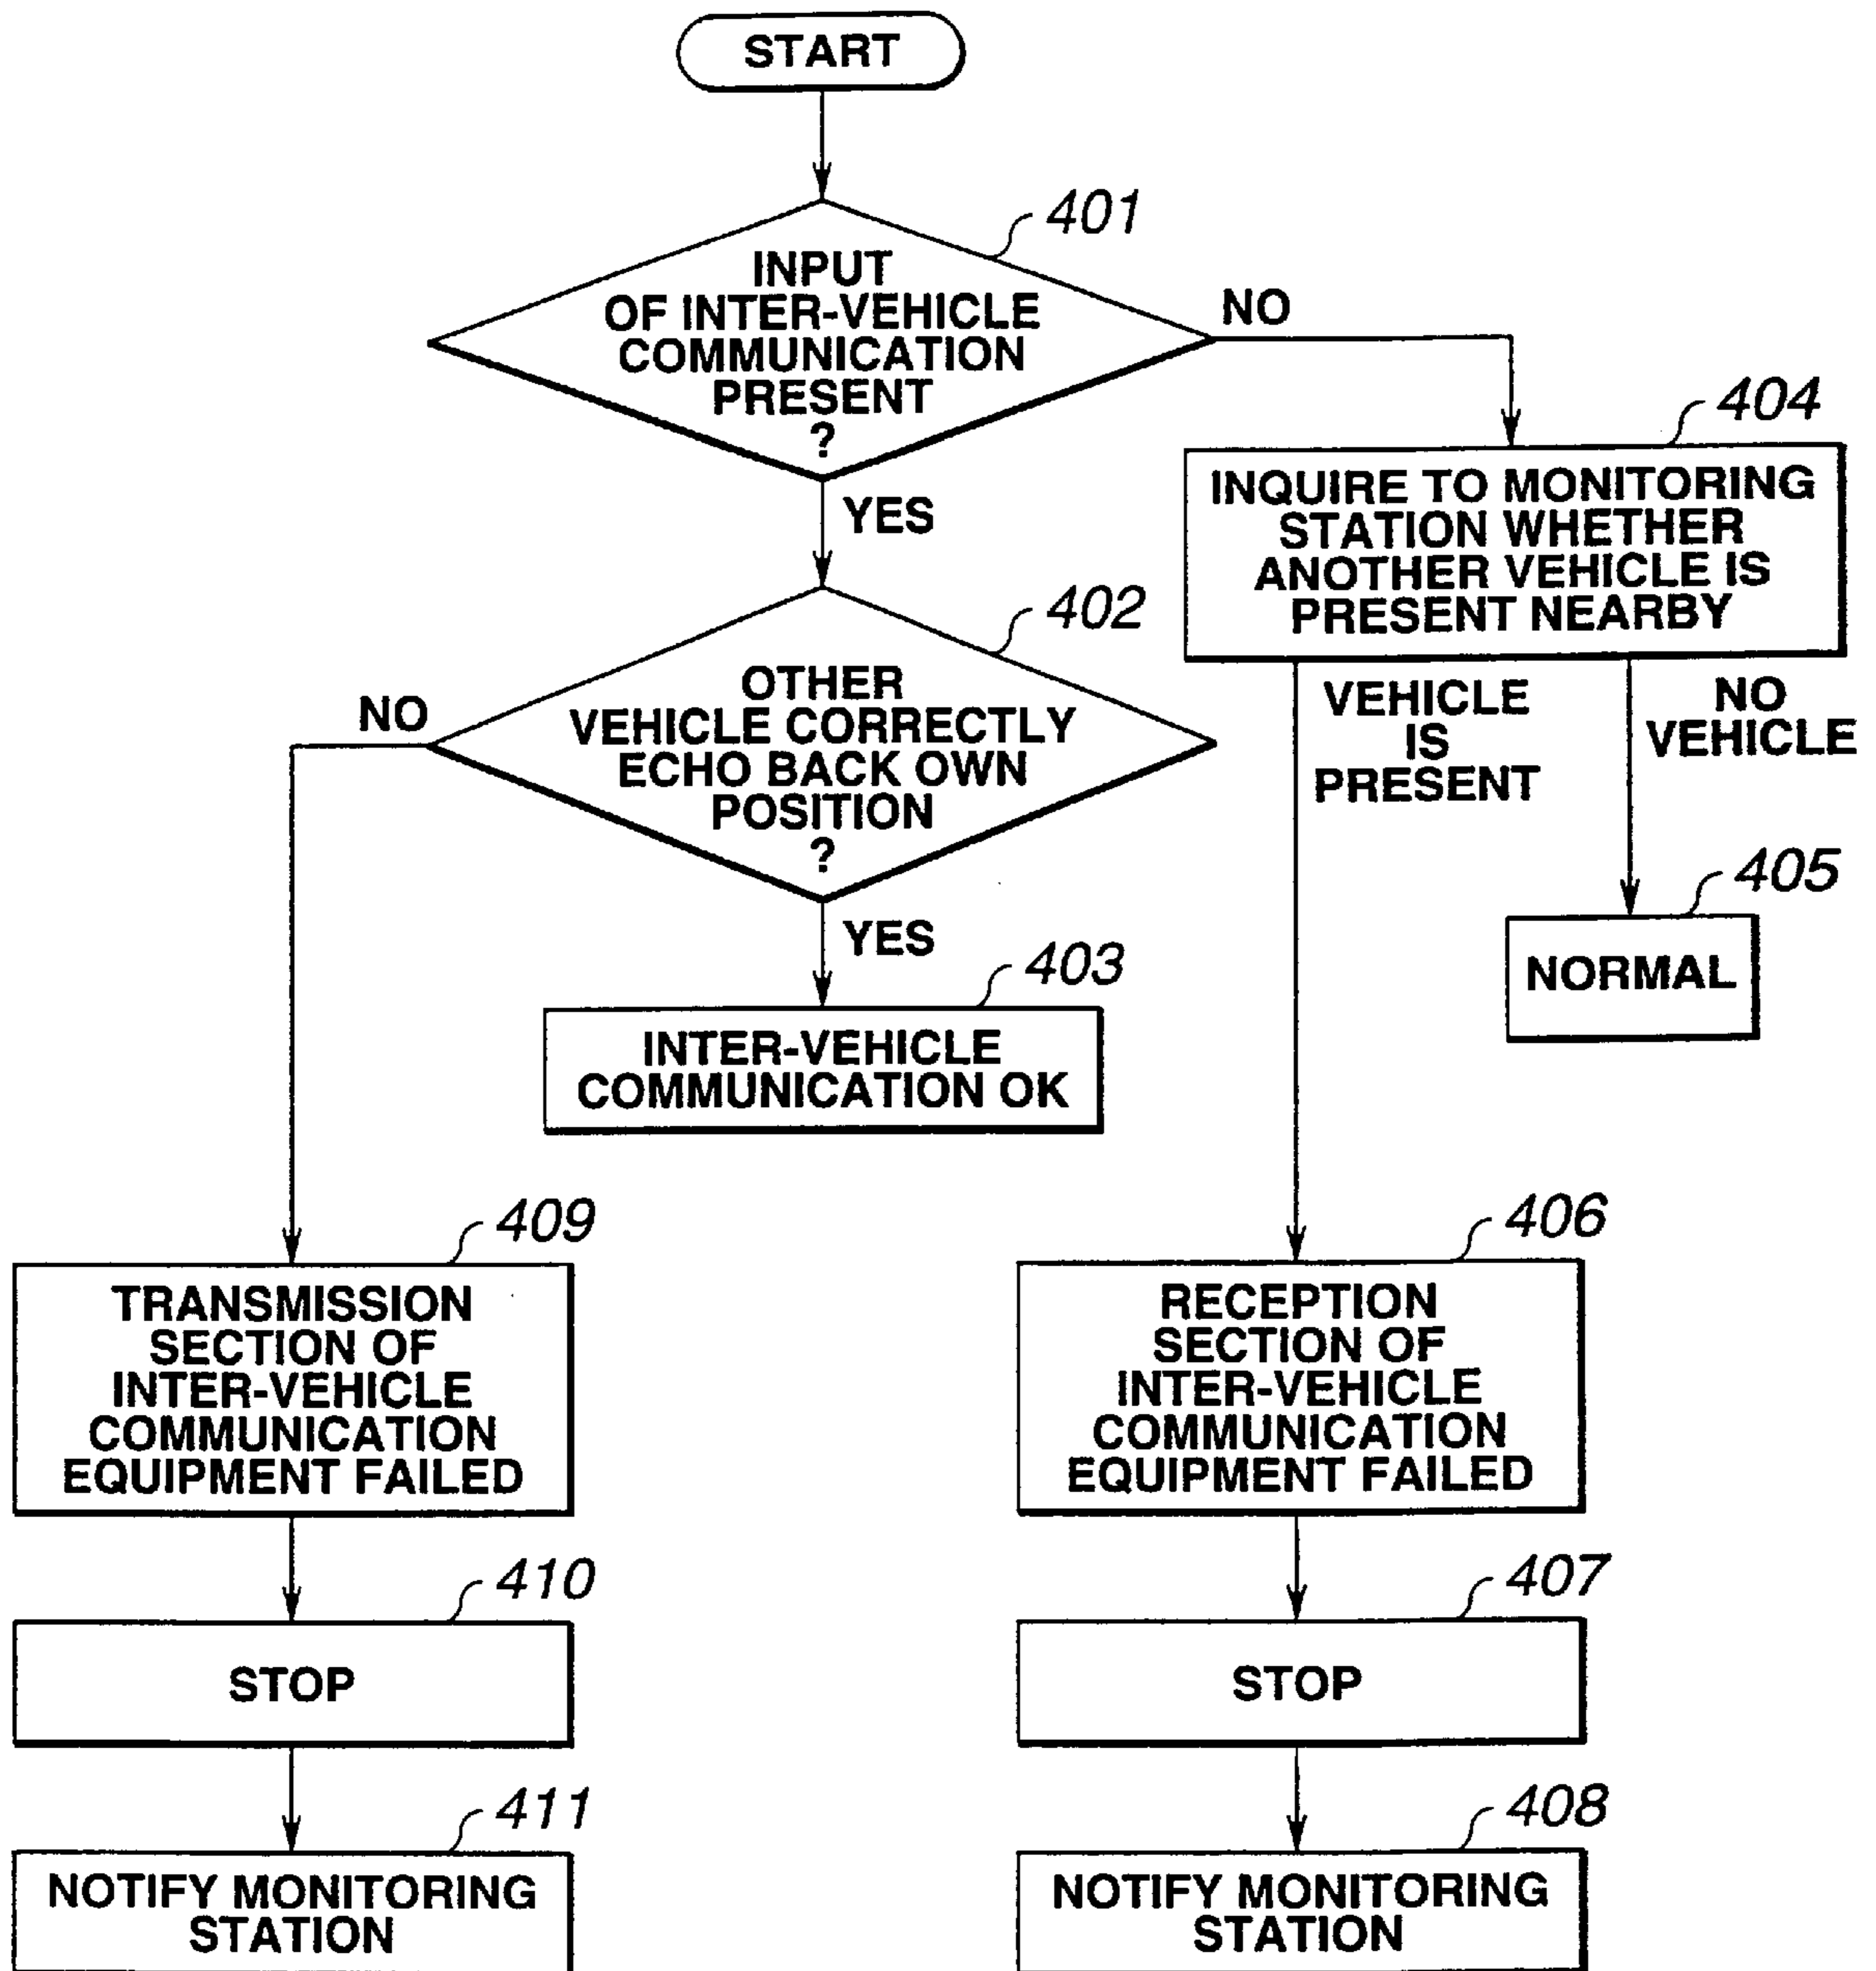 START
401
INPUT
OF INTER-VEHICLE
COMMUNICATION
PRESENT
?
NO
YES
404
INQUIRE TO MONITORING
STATION WHETHER
ANOTHER VEHICLE IS
PRESENT NEARBY
402
OTHER
VEHICLE CORRECTLY
ECHO BACK OWN
POSITION
?
NO
YES
VEHICLE
IS
PRESENT
NO
VEHICLE
405
NORMAL
403
INTER-VEHICLE
COMMUNICATION OK
409
TRANSMISSION
SECTION OF
INTER-VEHICLE
COMMUNICATION
EQUIPMENT FAILED
406
RECEPTION
SECTION OF
INTER-VEHICLE
COMMUNICATION
EQUIPMENT FAILED
410
STOP
407
STOP
411
NOTIFY MONITORING
STATION
408
NOTIFY MONITORING
STATION